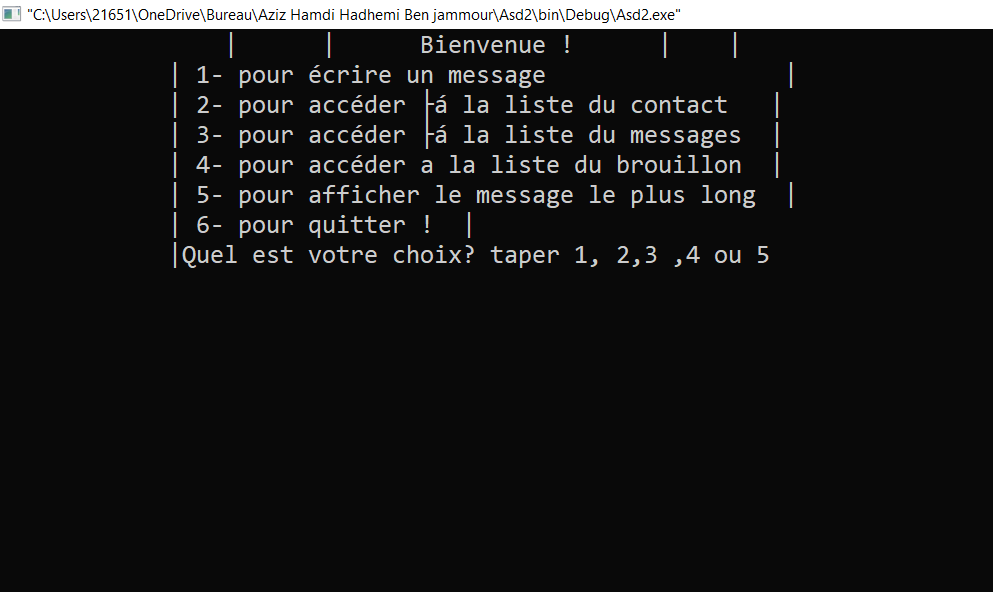 "C:\Users\21651\OneDrive\Bureau\Aziz Hamdi Hadhemi Ben jammour\Asd2\bin\Debug\Asd2.exe"
|      |      Bienvenue !      |    |
| 1- pour écrire un message                 |
| 2- pour accéder ├á la liste du contact   |
| 3- pour accéder ├á la liste du messages  |
| 4- pour accéder a la liste du brouillon  |
| 5- pour afficher le message le plus long  |
| 6- pour quitter !  |
|Quel est votre choix? taper 1, 2,3 ,4 ou 5